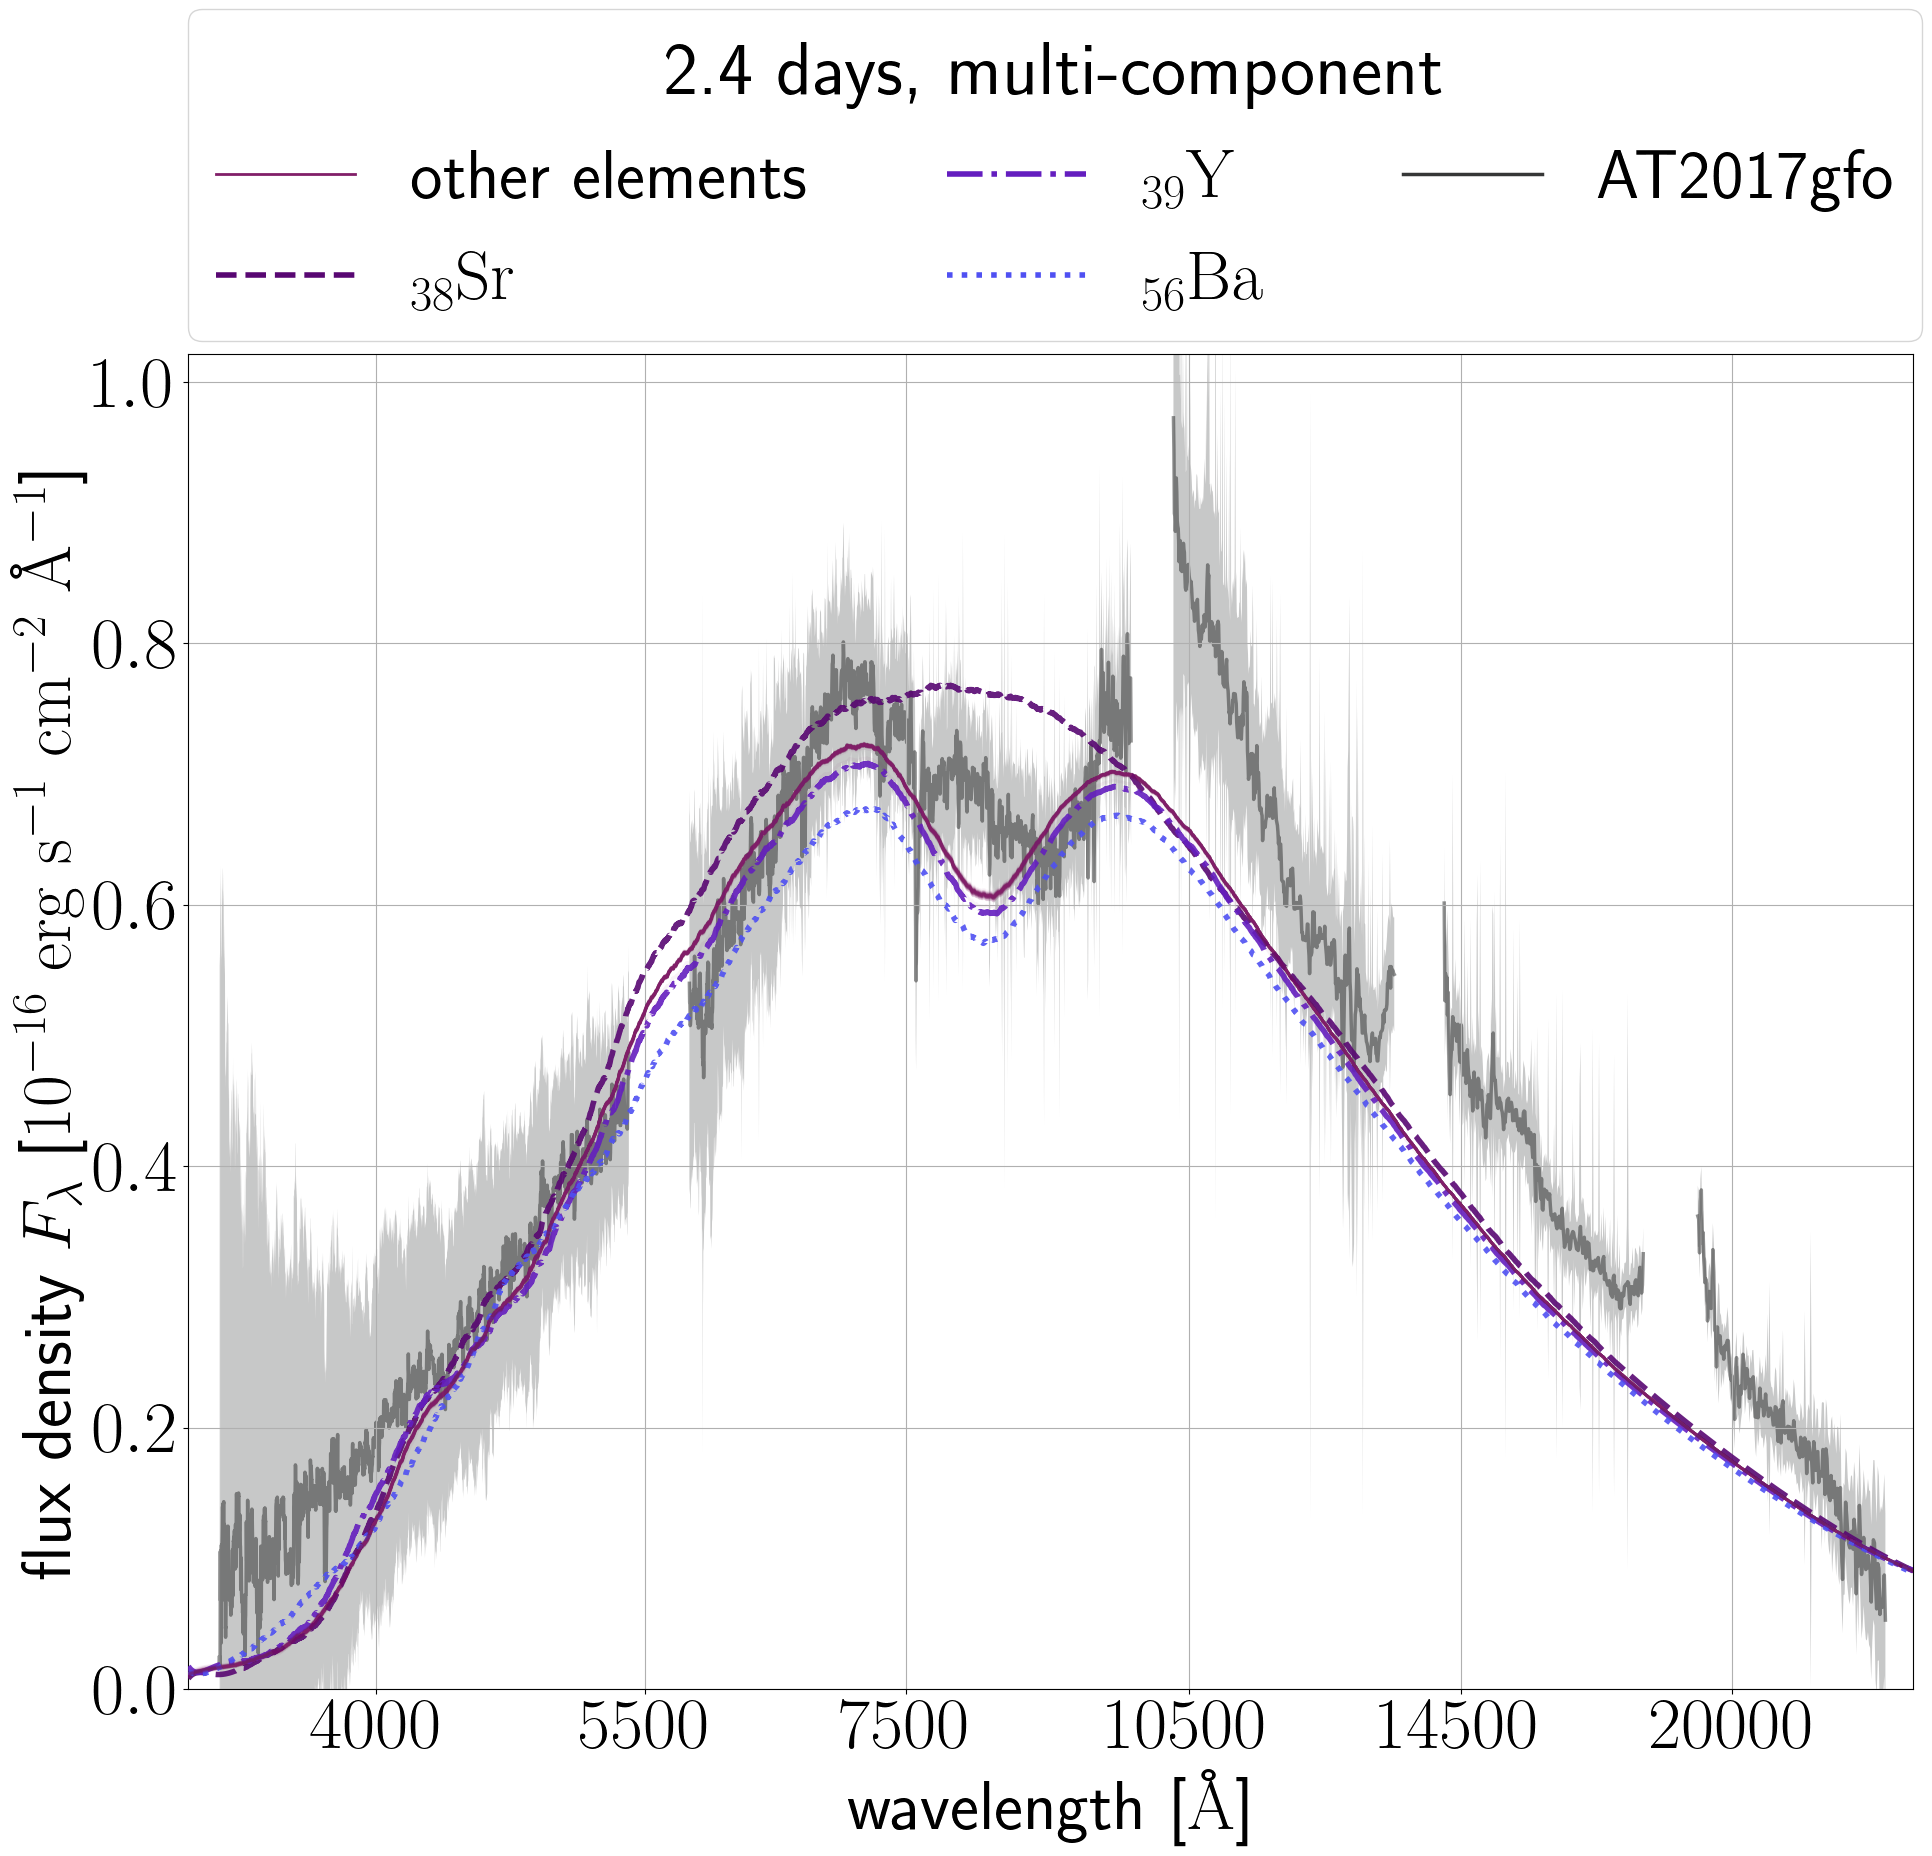 2.4 days, multi-component
other elements
₃₈Sr
₃₉Y
₅₆Ba
AT2017gfo
flux density F_λ [10⁻¹⁶ erg s⁻¹ cm⁻² Å⁻¹]
1.0
0.8
0.6
0.4
0.2
0.0
4000 5500 7500 10500 14500 20000
wavelength [Å]